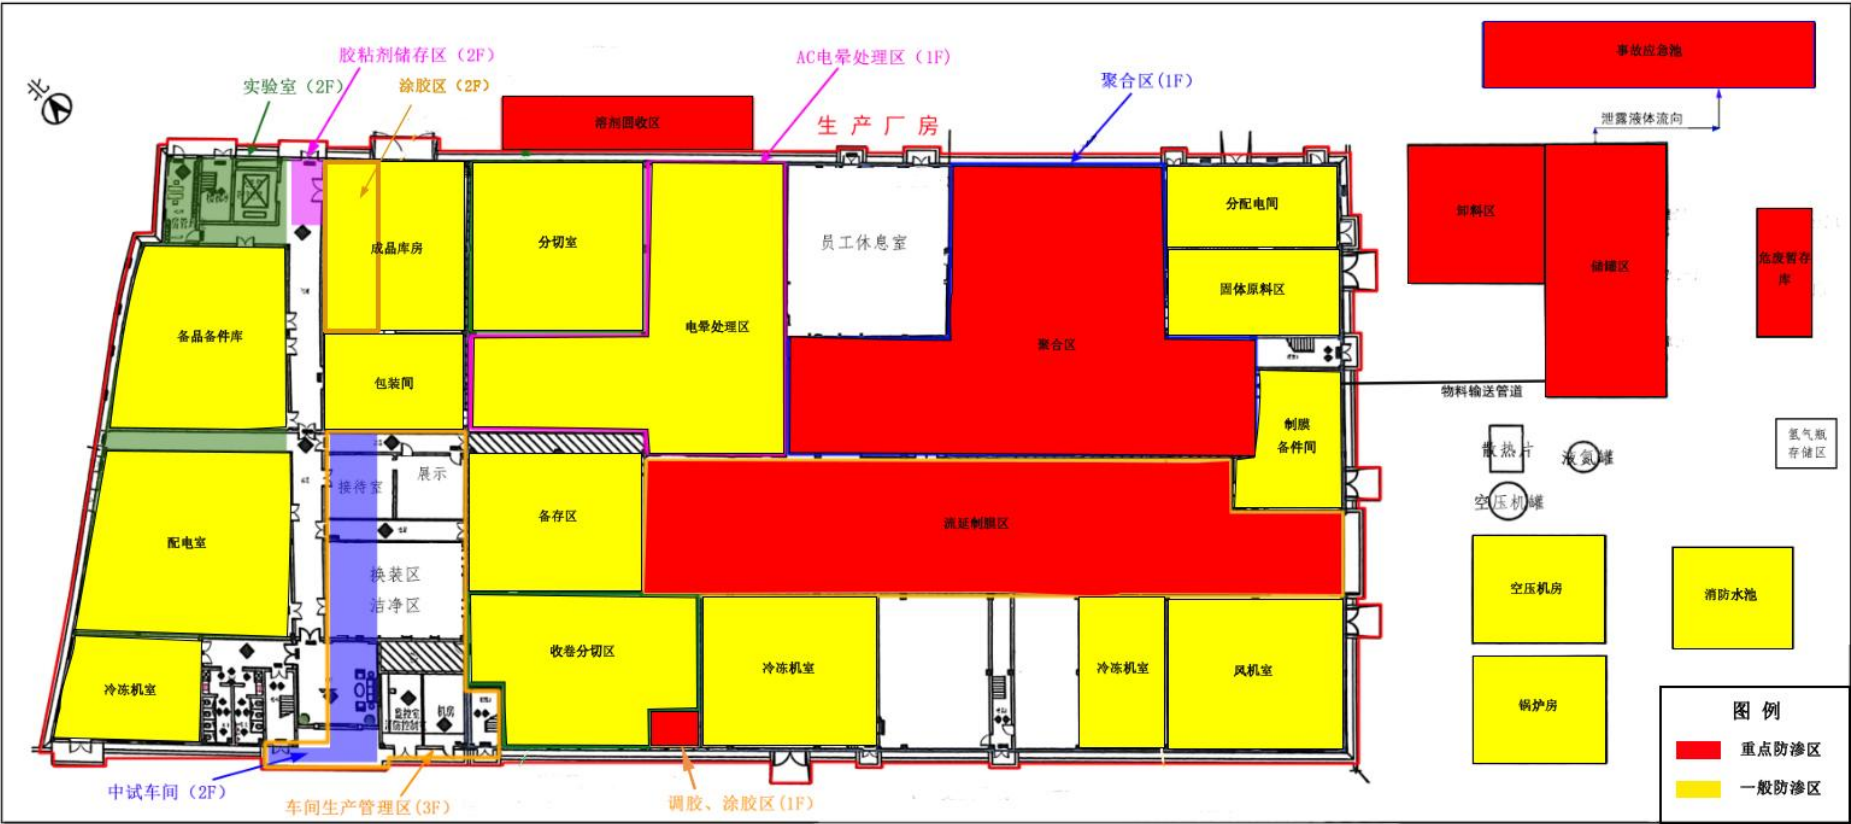 事故应急池
胶粘剂储存区（2F）
AC电晕处理区（1F）
聚合区(1F)
实验室（2F）
涂胶区（2F）
北
溶剂回收区
生产厂房
泄露液体流向
分配电间
卸料区
员工休息室
分切室
成品库房
危废暂存
库
储罐区
固体原料区
电晕处理区
备品备件库
聚合区
包装间
物料输送管道
制膜
备件间
氢气瓶
存储区
散热片
液氮罐
展示
接待室
空压机罐
备存区
流延制膜区
配电室
换装区
洁净区
空压机房
消防水池
收卷分切区
冷冻机室
冷冻机室
风机室
冷冻机室
锅炉房
监控室
消防控制室
机房
图例
重点防渗区
一般防渗区
中试车间（2F）
车间生产管理区(3F)
调胶、涂胶区(1F)